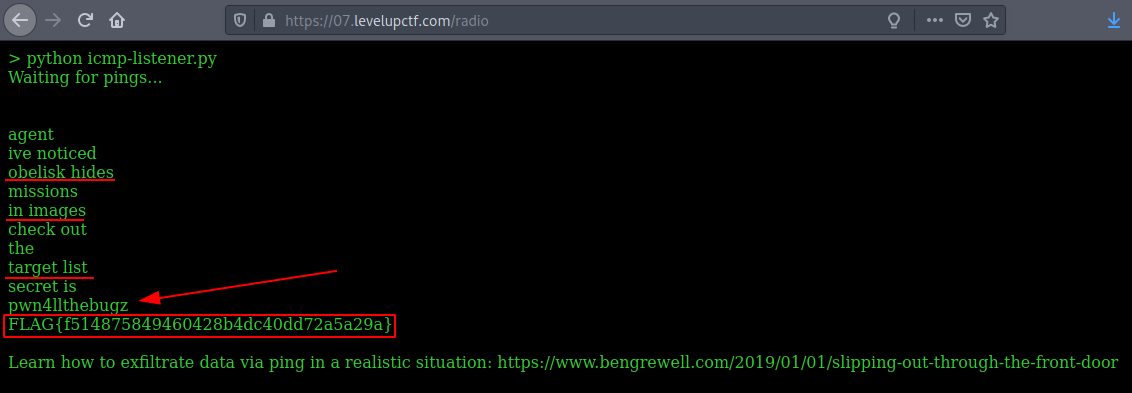 https://07.levelupctf.com/radio
> python icmp-listener.py
Waiting for pings...
agent
ive noticed
obelisk hides
missions
in images
check out
the
target list
secret is
pwn4llthebugz
FLAG{f514875849460428b4dc40dd72a5a29a}
Learn how to exfiltrate data via ping in a realistic situation: https://www.bengrewell.com/2019/01/01/slipping-out-through-the-front-door